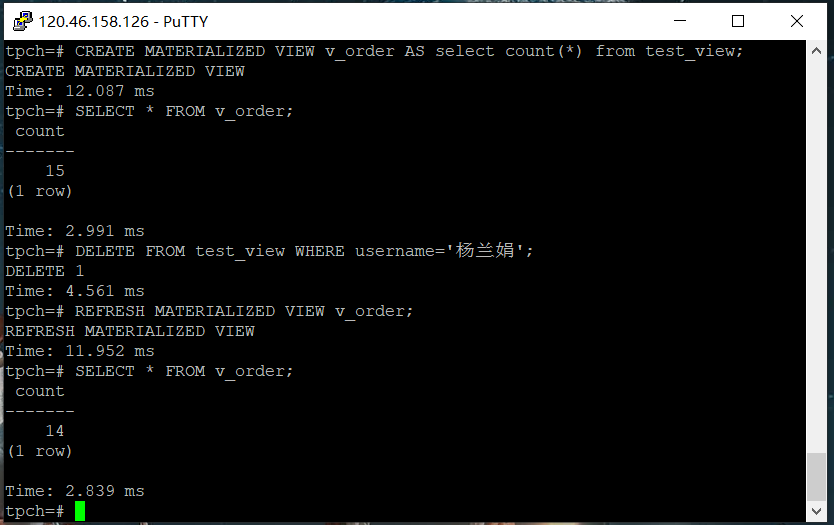 120.46.158.126 - PuTTY
tpch=# CREATE MATERIALIZED VIEW v_order AS select count(*) from test_view;
CREATE MATERIALIZED VIEW
Time: 12.087 ms
tpch=# SELECT * FROM v_order;
 count
-------
    15
(1 row)

Time: 2.991 ms
tpch=# DELETE FROM test_view WHERE username='杨兰娟';
DELETE 1
Time: 4.561 ms
tpch=# REFRESH MATERIALIZED VIEW v_order;
REFRESH MATERIALIZED VIEW
Time: 11.952 ms
tpch=# SELECT * FROM v_order;
 count
-------
    14
(1 row)

Time: 2.839 ms
tpch=#